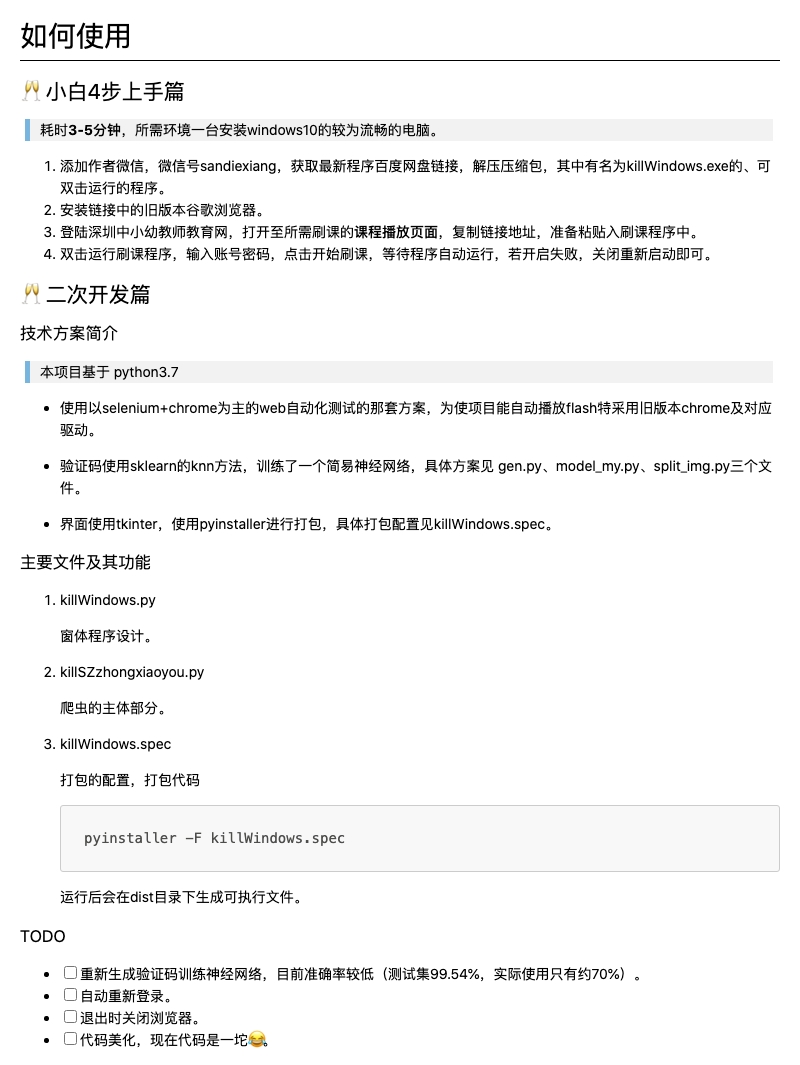 如何使用
🥂 小白4步上手篇
耗时3-5分钟，所需环境一台安装windows10的较为流畅的电脑。
1. 添加作者微信，微信号sandiexiang，获取最新程序百度网盘链接，解压压缩包，其中有名为killWindows.exe的、可
双击运行的程序。
2. 安装链接中的旧版本谷歌浏览器。
3. 登陆深圳中小幼教师教育网，打开至所需刷课的课程播放页面，复制链接地址，准备粘贴入刷课程序中。
4. 双击运行刷课程序，输入账号密码，点击开始刷课，等待程序自动运行，若开启失败，关闭重新启动即可。
🥂 二次开发篇
技术方案简介
本项目基于 python3.7
• 使用以selenium+chrome为主的web自动化测试的那套方案，为使项目能自动播放flash特采用旧版本chrome及对应
驱动。
• 验证码使用sklearn的knn方法，训练了一个简易神经网络，具体方案见 gen.py、model_my.py、split_img.py三个文
件。
• 界面使用tkinter，使用pyinstaller进行打包，具体打包配置见killWindows.spec。
主要文件及其功能
1. killWindows.py
窗体程序设计。
2. killSZzhongxiaoyou.py
爬虫的主体部分。
3. killWindows.spec
打包的配置，打包代码
pyinstaller -F killWindows.spec
运行后会在dist目录下生成可执行文件。
TODO
• ☐ 重新生成验证码训练神经网络，目前准确率较低（测试集99.54%，实际使用只有约70%）。
• ☐ 自动重新登录。
• ☐ 退出时关闭浏览器。
• ☐ 代码美化，现在代码是一坨😂。